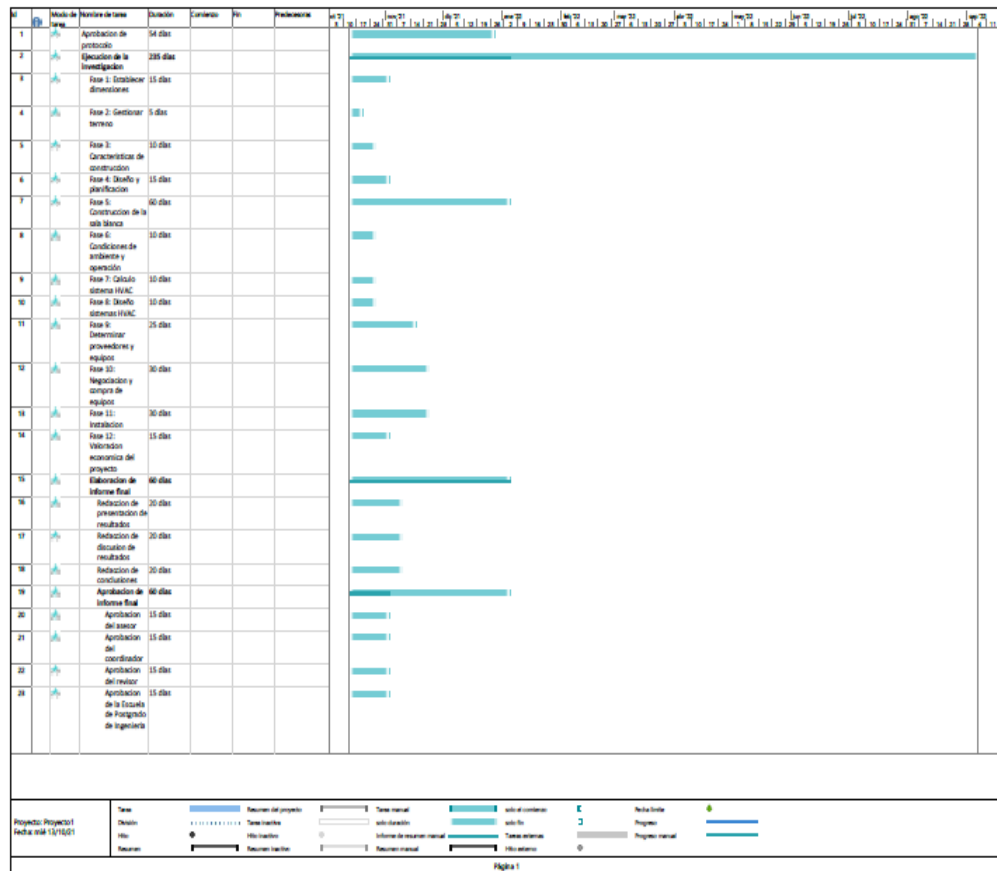 Id Modo de tarea Nombre de tarea Duración Comienzo Fin Predecesoras
1 Aprobacion de protocolo 54 días
2 Ejecucion de la investigacion 235 días
3 Fase 1: Establecer dimensiones 15 días
4 Fase 2: Gestionar terreno 5 días
5 Fase 3: Caracteristicas de construccion 10 días
6 Fase 4: Diseño y planificacion 15 días
7 Fase 5: Construccion de la sala blanca 60 días
8 Fase 6: Condiciones de ambiente y operación 10 días
9 Fase 7: Calculo sistema HVAC 10 días
10 Fase 8: Diseño sistemas HVAC 10 días
11 Fase 9: Determinar proveedores y equipos 25 días
12 Fase 10: Negociacion y compra de equipos 30 días
13 Fase 11: Instalacion 30 días
14 Fase 12: Valoracion economica del proyecto 15 días
15 Elaboracion de informe final 60 días
16 Redaccion de presentacion de resultados 20 días
17 Redaccion de discusion de resultados 20 días
18 Redaccion de conclusiones 20 días
19 Aprobacion de informe final 60 días
20 Aprobacion del asesor 15 días
21 Aprobacion del coordinador 15 días
22 Aprobacion del revisor 15 días
23 Aprobacion de la Escuela de Postgrado de Ingenieria 15 días
Proyecto: Proyecto1
Fecha: mié 13/10/21
Tarea Resumen del proyecto Tarea manual solo el comienzo Fecha límite
División Tarea inactiva solo duración solo fin Progreso
Hito Hito inactivo Informe de resumen manual Tareas externas Progreso manual
Resumen Resumen inactivo Resumen manual Hito externo
Página 1